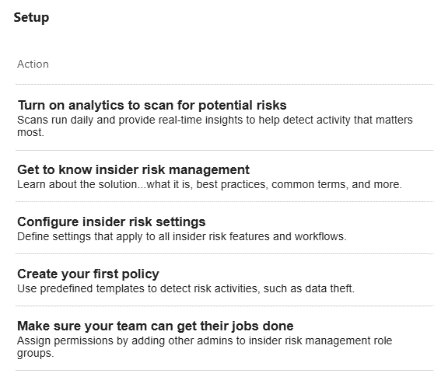 Setup
Action
Turn on analytics to scan for potential risks
Scans run daily and provide real-time insights to help detect activity that matters
most.
Get to know insider risk management
Learn about the solution...what it is, best practices, common terms, and more.
Configure insider risk settings
Define settings that apply to all insider risk features and workflows.
Create your first policy
Use predefined templates to detect risk activities, such as data theft.
Make sure your team can get their jobs done
Assign permissions by adding other admins to insider risk management role
groups.